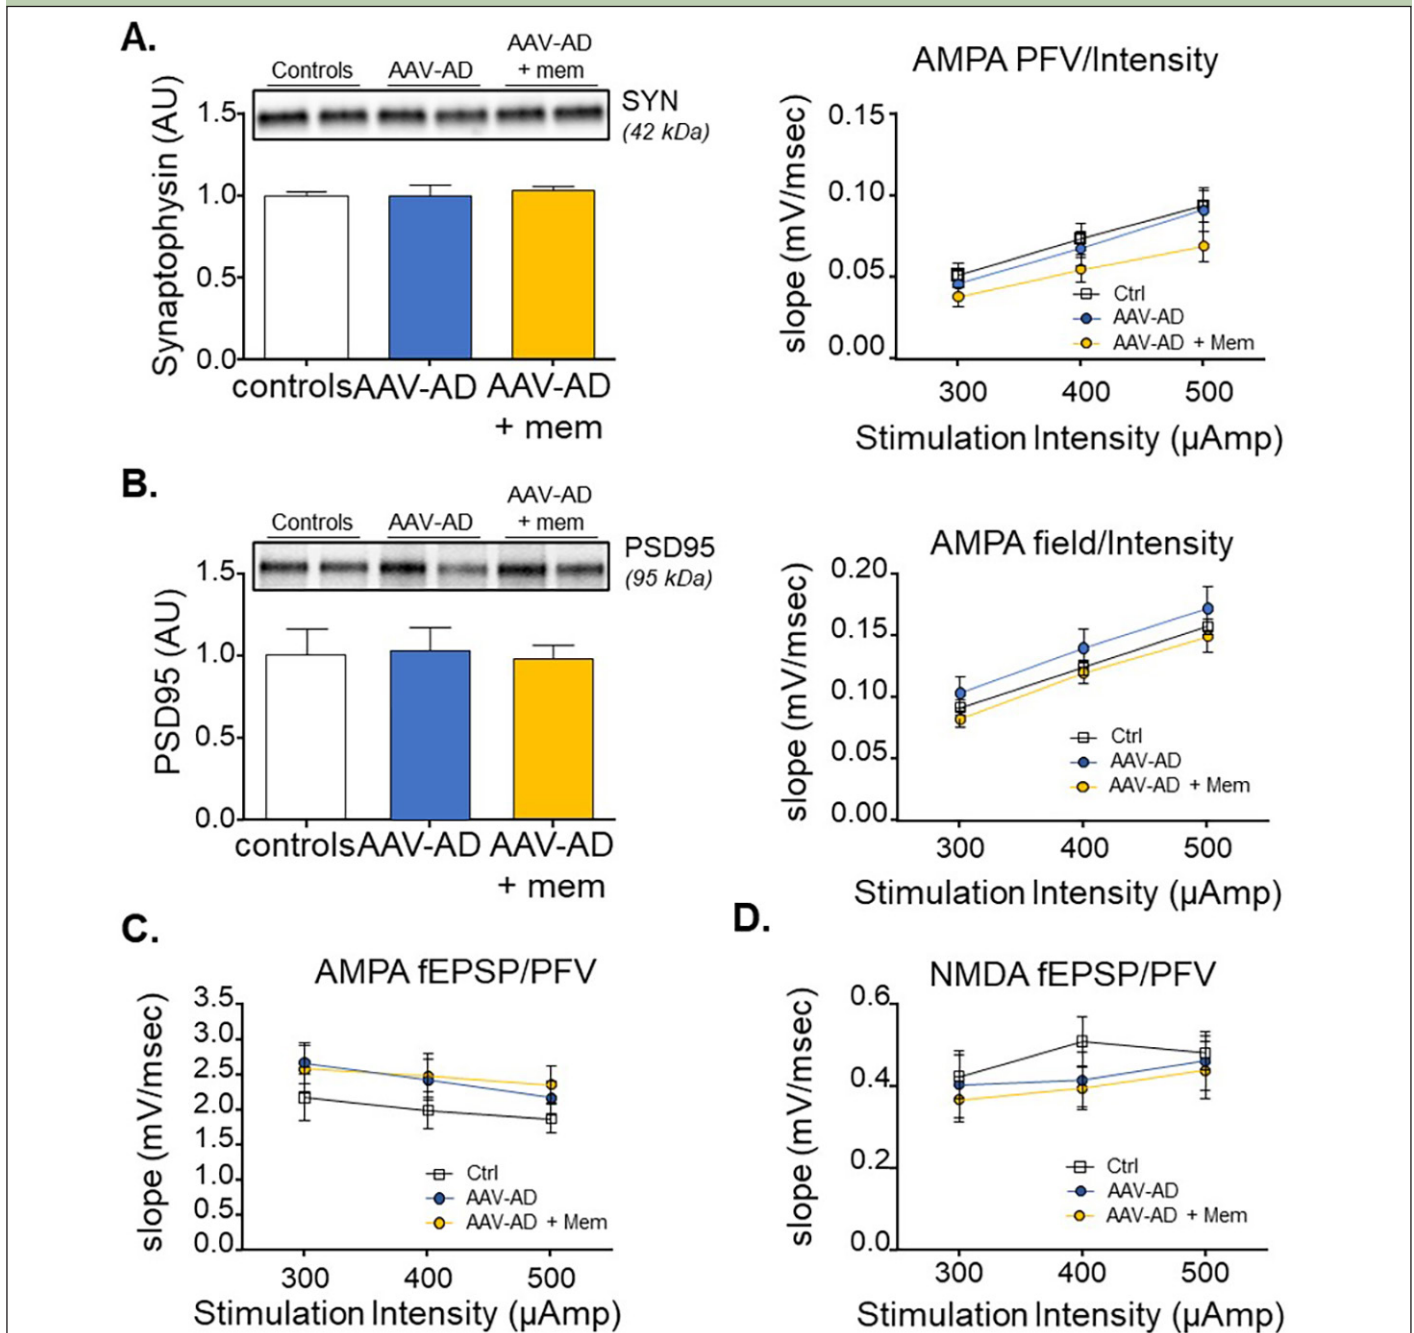 A.
Controls
AAV-AD
AAV-AD
+ mem
SYN
(42 kDa)
Synaptophysin (AU)
1.5
1.0
0.5
0.0
controls
AAV-AD
AAV-AD
+ mem
AMPA PFV/Intensity
slope (mV/msec)
0.15
0.10
0.05
0.00
Ctrl
AAV-AD
AAV-AD + Mem
300
400
500
Stimulation Intensity (µAmp)
B.
Controls
AAV-AD
AAV-AD
+ mem
PSD95
(95 kDa)
PSD95 (AU)
1.5
1.0
0.5
0.0
controls
AAV-AD
AAV-AD
+ mem
AMPA field/Intensity
slope (mV/msec)
0.20
0.15
0.10
0.05
0.00
Ctrl
AAV-AD
AAV-AD + Mem
300
400
500
Stimulation Intensity (µAmp)
C.
AMPA fEPSP/PFV
slope (mV/msec)
3.5
3.0
2.5
2.0
1.5
1.0
0.5
0.0
Ctrl
AAV-AD
AAV-AD + Mem
300
400
500
Stimulation Intensity (µAmp)
D.
NMDA fEPSP/PFV
slope (mV/msec)
0.6
0.4
0.2
0.0
Ctrl
AAV-AD
AAV-AD + Mem
300
400
500
Stimulation Intensity (µAmp)